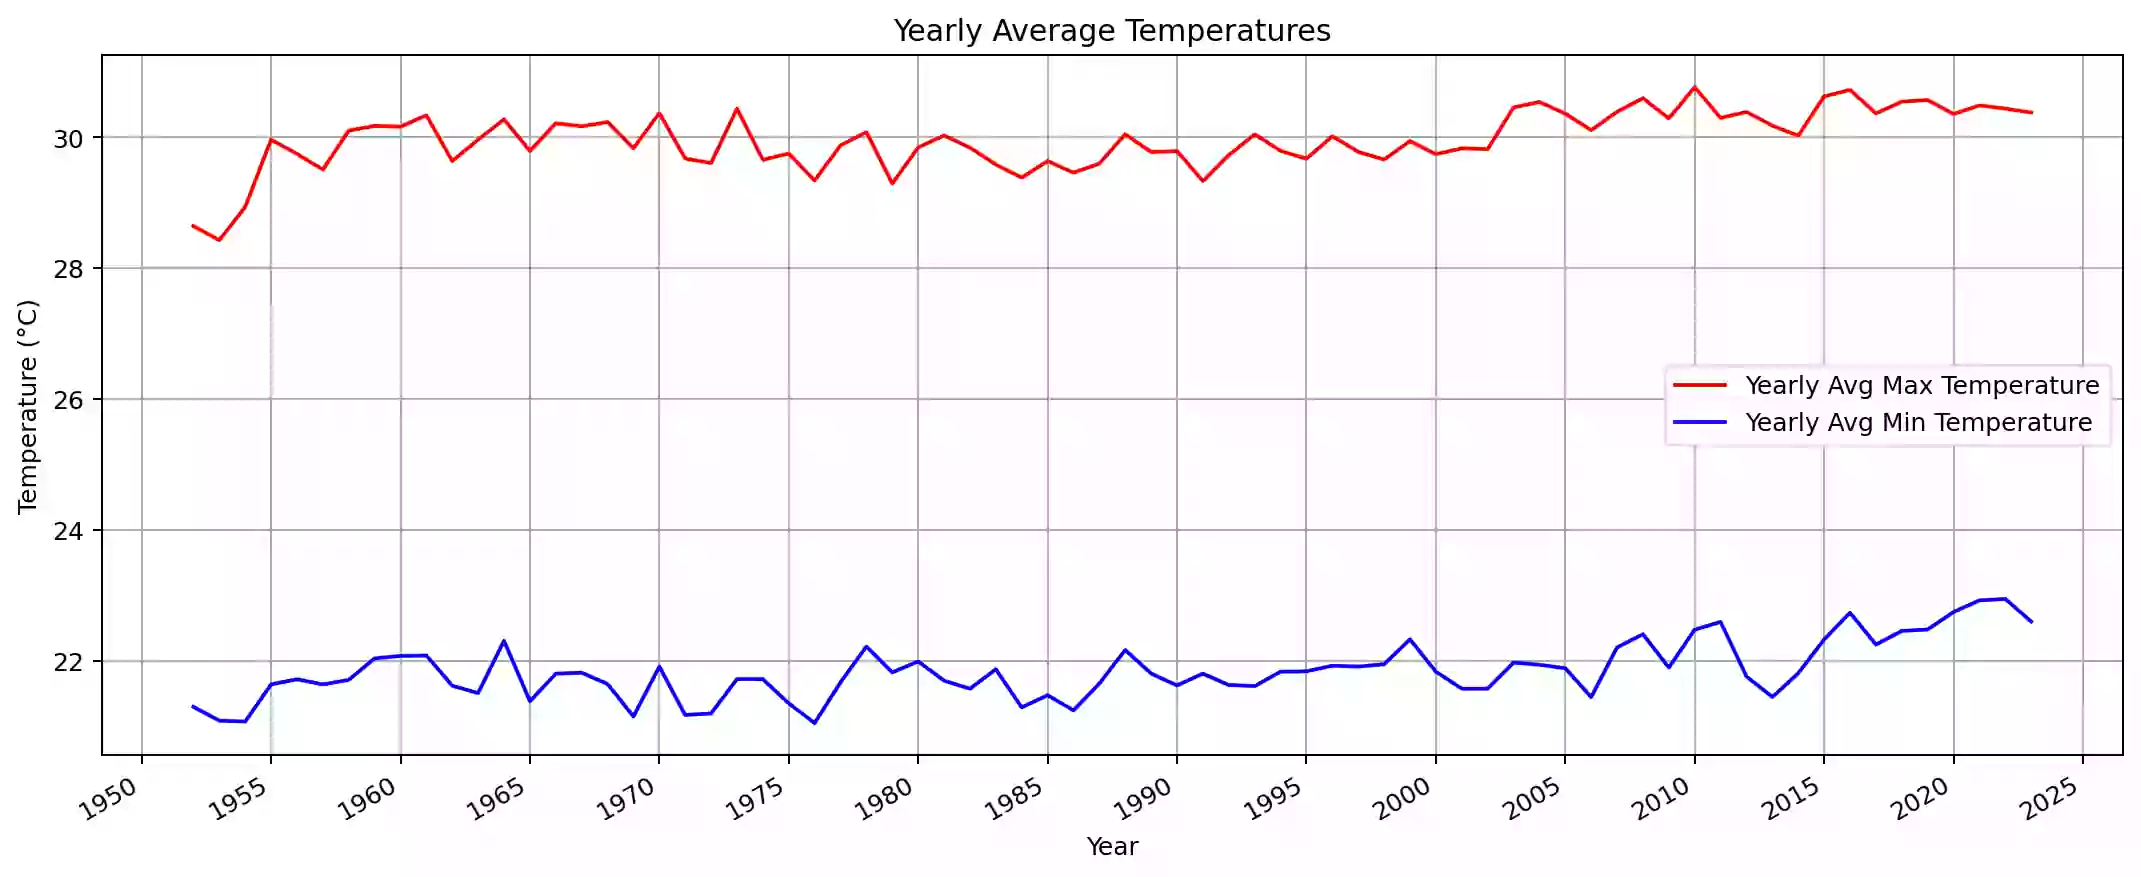 Yearly Average Temperatures
30
28
26
24
22
Temperature (°C)
Yearly Avg Max Temperature
Yearly Avg Min Temperature
1950 1955 1960 1965 1970 1975 1980 1985 1990 1995 2000 2005 2010 2015 2020 2025
Year